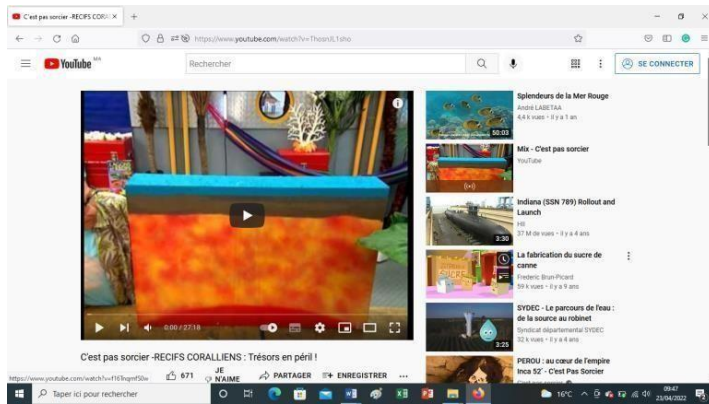 C'est pas sorcier -RECIFS CORA
https://www.youtube.com/watch?v=ThosnJL1sho
YouTube MA
Rechercher
SE CONNECTER
Splendeurs de la Mer Rouge
André LABETAA
4,4 k vues • il y a 1 an
50:03
Mix - C'est pas sorcier
YouTube
Indiana (SSN 789) Rollout and
Launch
HII
37 M de vues • il y a 4 ans
3:30
La fabrication du sucre de
canne
Frederic Brun-Picard
59 k vues • il y a 9 ans
SYDEC - Le parcours de l'eau :
de la source au robinet
Syndicat départemental SYDEC
32 k vues • il y a 4 ans
3:25
PEROU : au cœur de l'empire
Inca 52' - C'est Pas Sorcier
0:00 / 27:18
C'est pas sorcier -RECIFS CORALLIENS : Trésors en péril !
671
JE
N'AIME
PARTAGER
ENREGISTRER
Taper ici pour rechercher
16°C
09:47
23/04/2022